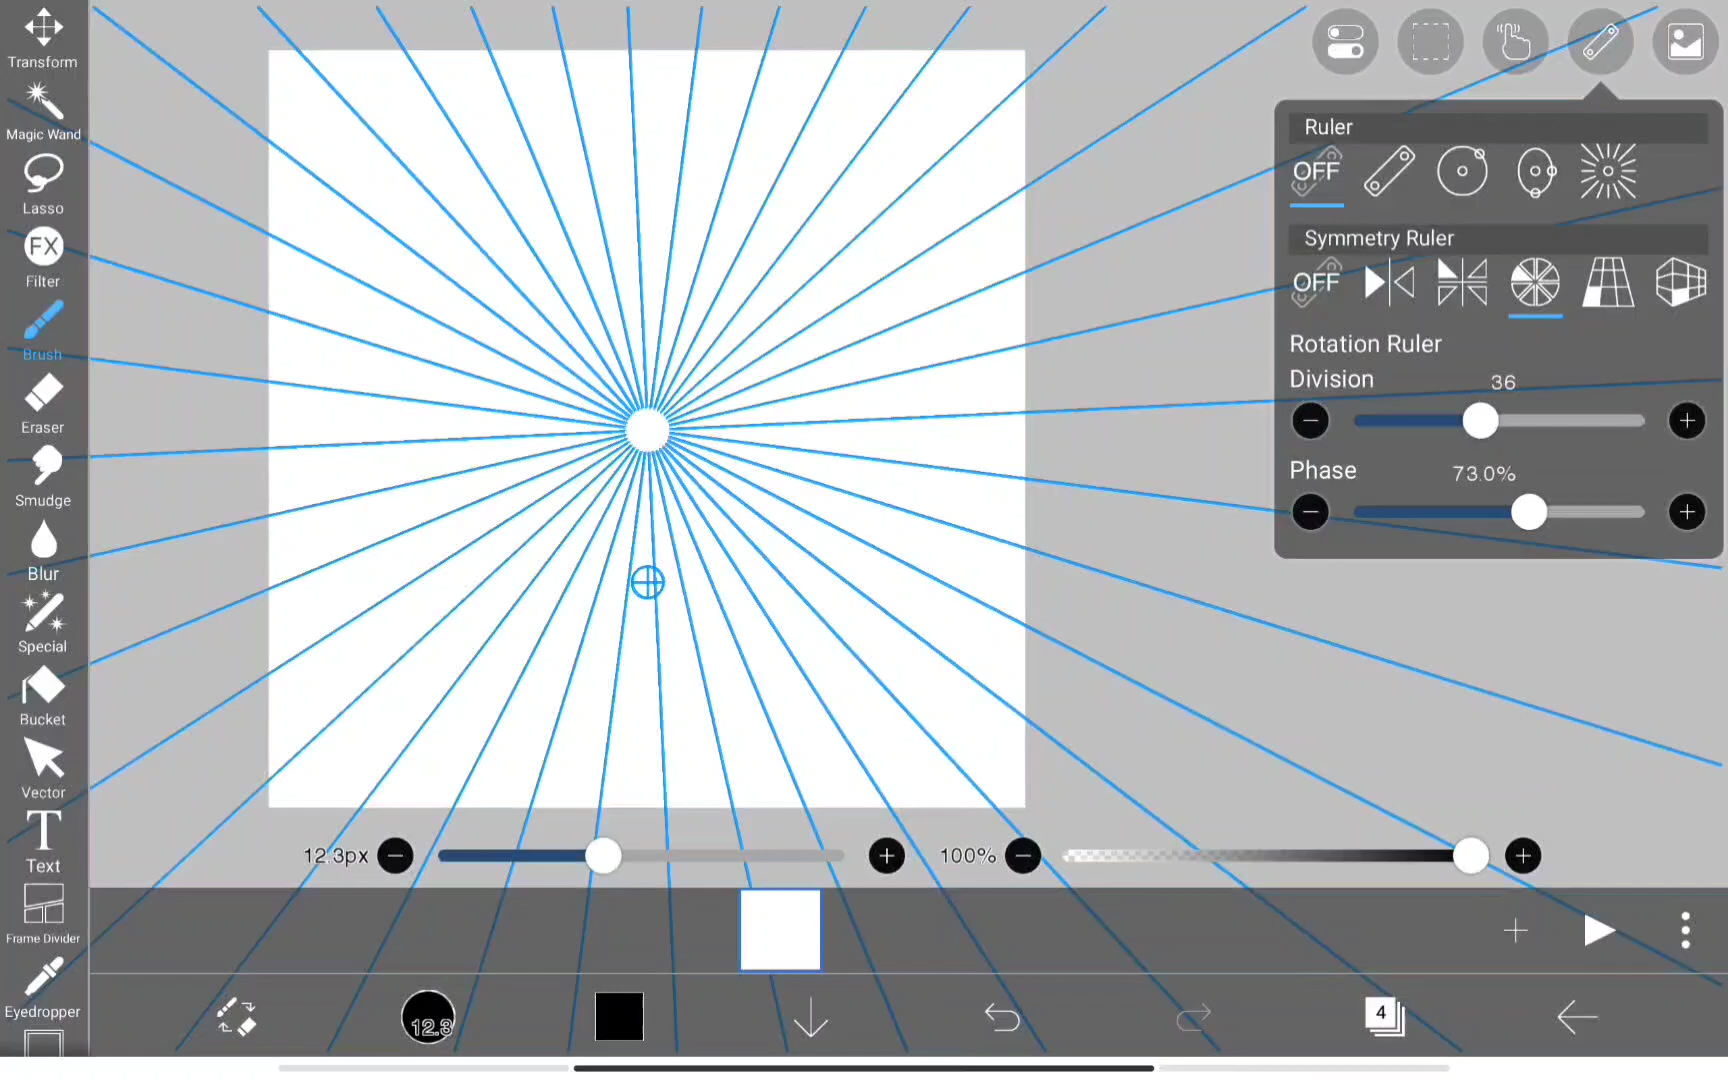 Transform
Magic Wand
Lasso
FX
Filter
Brush
Eraser
Smudge
Blur
Special
Bucket
Vector
T
Text
Frame Divider
Eyedropper
Ruler
OFF
Symmetry Ruler
OFF
Rotation Ruler
Division 36
Phase 73.0%
12.3px
100%
12.3
4